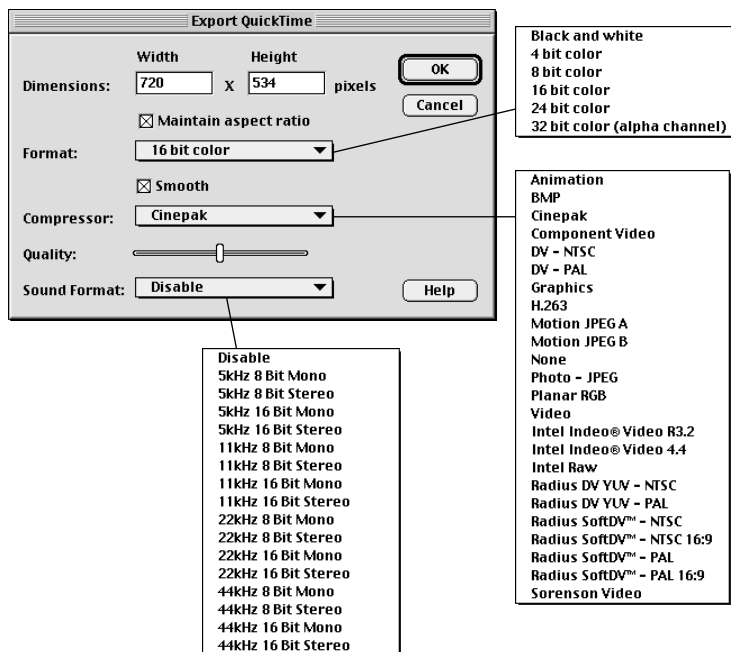 Export QuickTime
Width Height
Dimensions: 720 X 534 pixels
OK
Cancel
Maintain aspect ratio
Format: 16 bit color
Smooth
Compressor: Cinepak
Quality:
Sound Format: Disable
Help
Black and white
4 bit color
8 bit color
16 bit color
24 bit color
32 bit color (alpha channel)
Animation
BMP
Cinepak
Component Video
DV - NTSC
DV - PAL
Graphics
H.263
Motion JPEG A
Motion JPEG B
None
Photo - JPEG
Planar RGB
Video
Intel Indeo® Video R3.2
Intel Indeo® Video 4.4
Intel Raw
Radius DV YUV - NTSC
Radius DV YUV - PAL
Radius SoftDV™ - NTSC
Radius SoftDV™ - NTSC 16:9
Radius SoftDV™ - PAL
Radius SoftDV™ - PAL 16:9
Sorenson Video
Disable
5kHz 8 Bit Mono
5kHz 8 Bit Stereo
5kHz 16 Bit Mono
5kHz 16 Bit Stereo
11kHz 8 Bit Mono
11kHz 8 Bit Stereo
11kHz 16 Bit Mono
11kHz 16 Bit Stereo
22kHz 8 Bit Mono
22kHz 8 Bit Stereo
22kHz 16 Bit Mono
22kHz 16 Bit Stereo
44kHz 8 Bit Mono
44kHz 8 Bit Stereo
44kHz 16 Bit Mono
44kHz 16 Bit Stereo